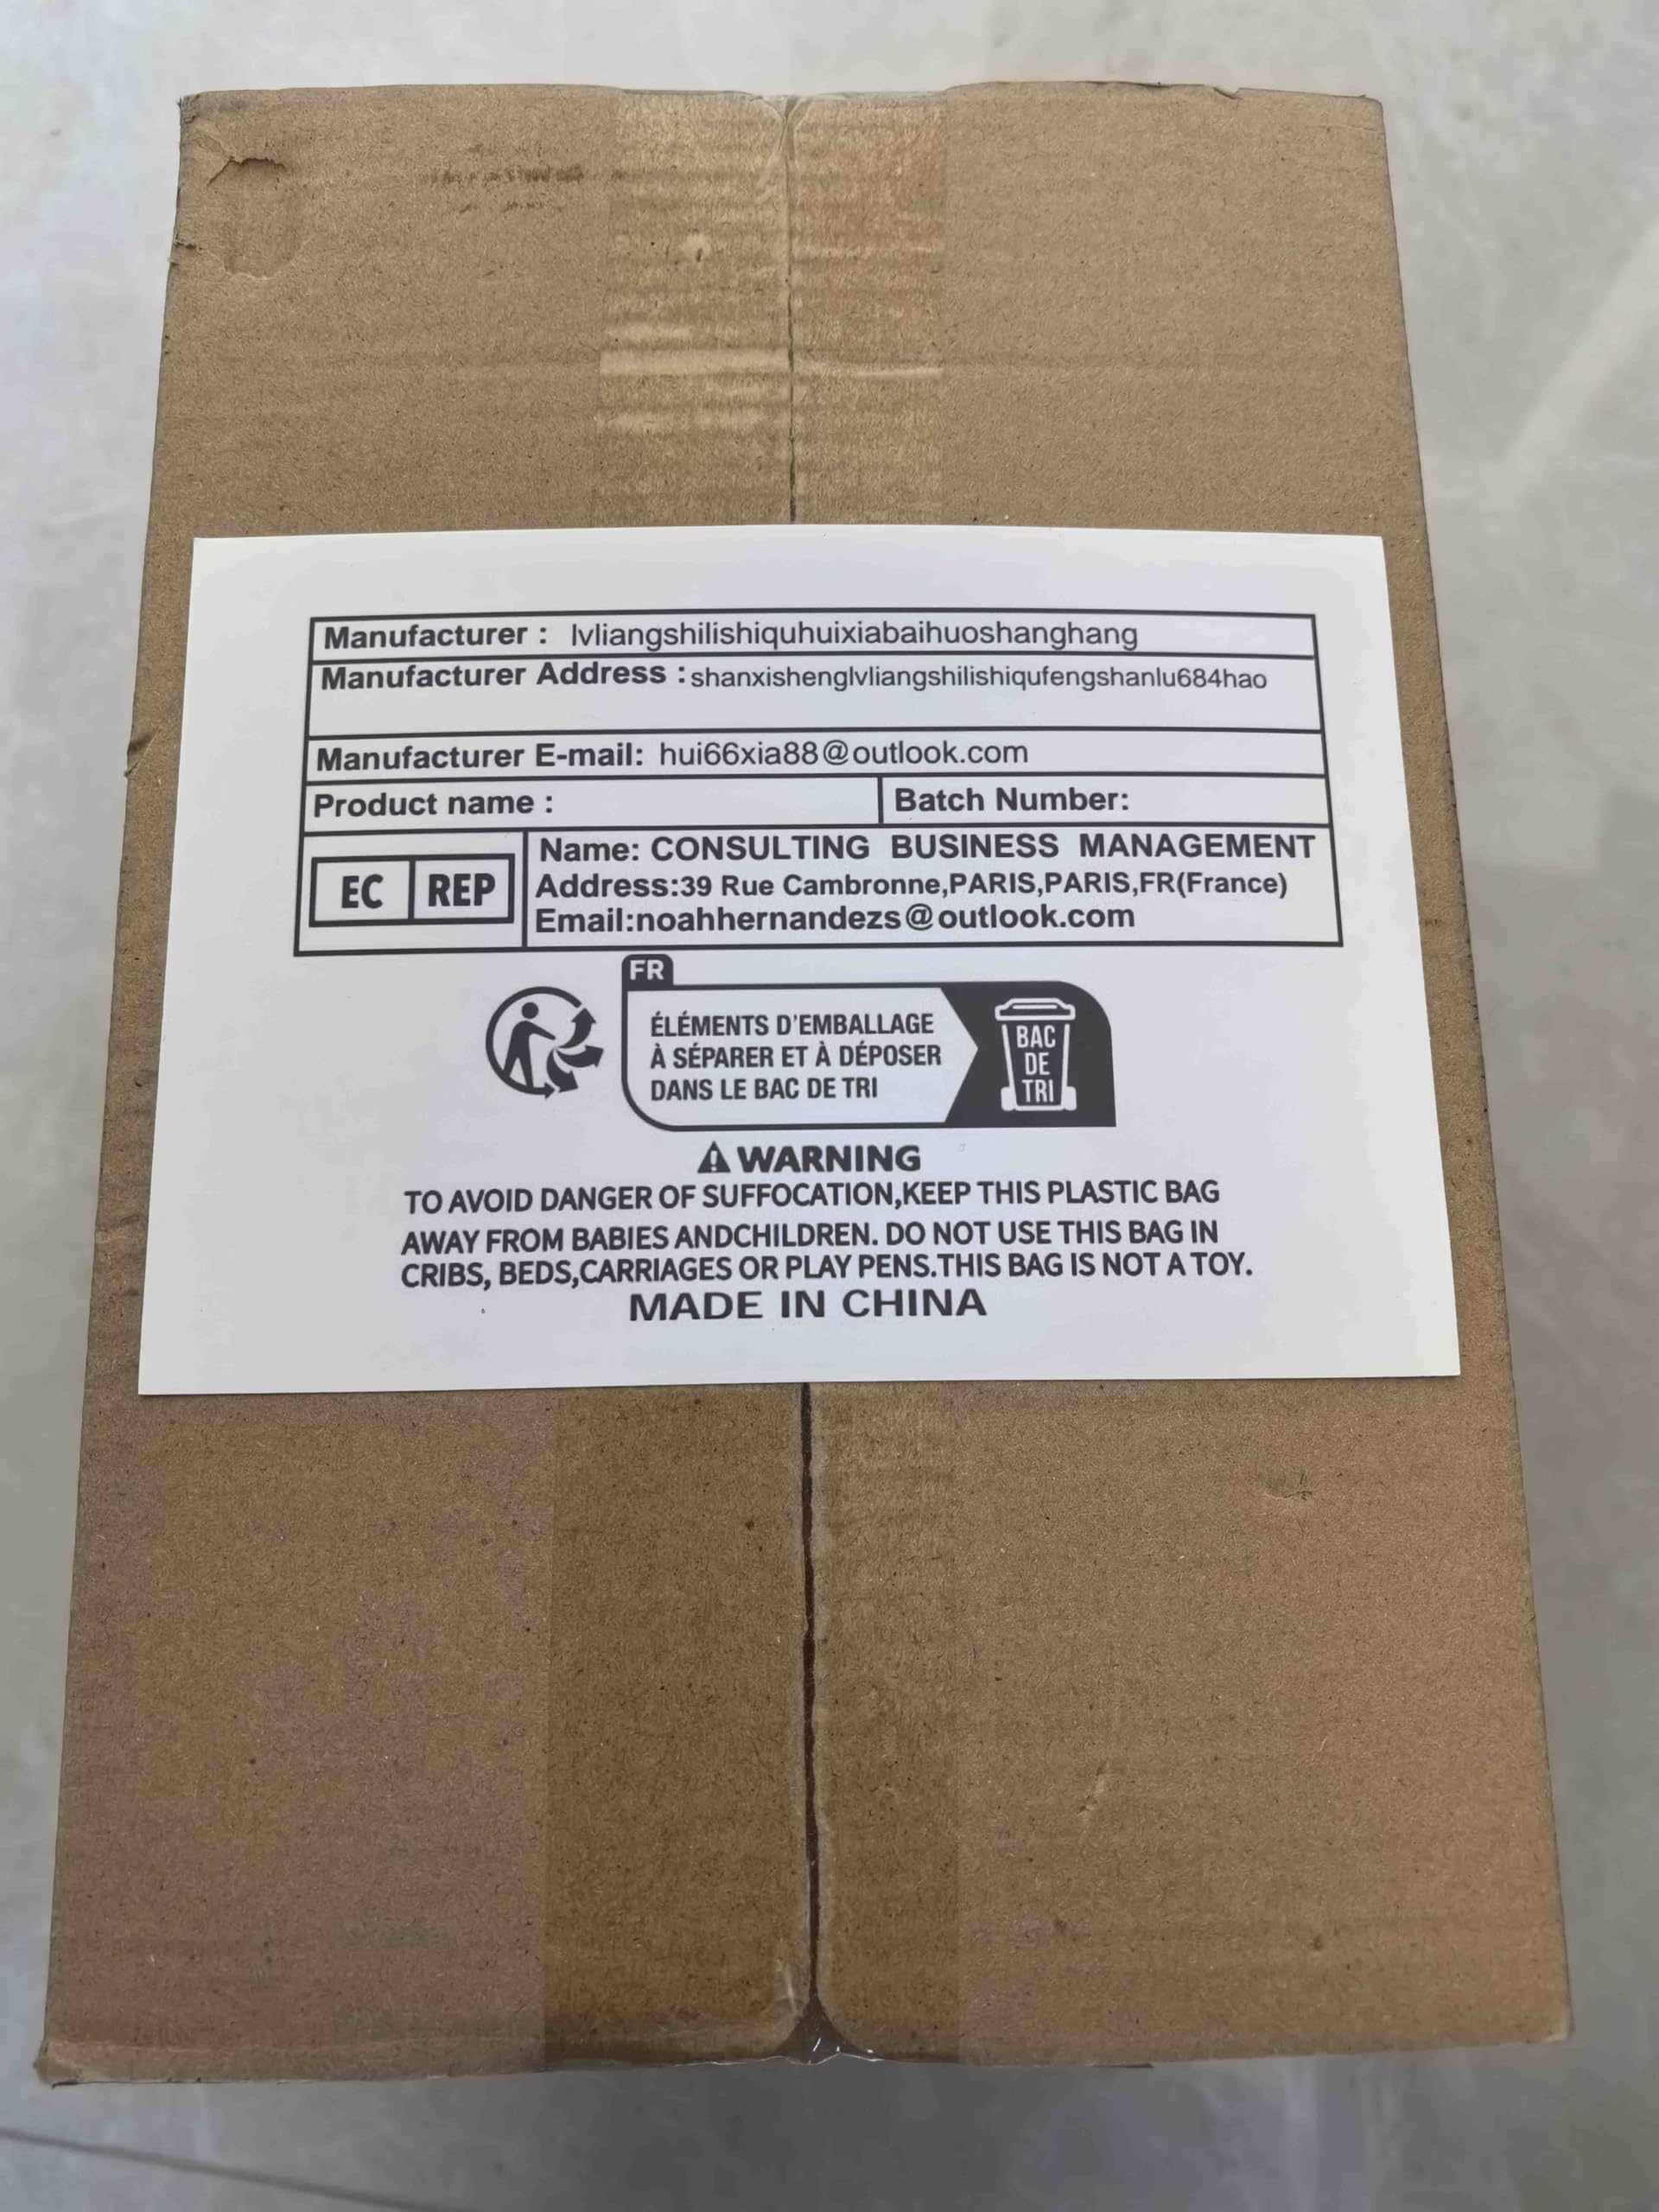 Manufacturer : lvliangshilishiquhuixiabaihuoshanghang
Manufacturer Address : shanxishenglvliangshilishiqufengshanlu684hao
Manufacturer E-mail: hui66xia88@outlook.com
Product name : Batch Number:
EC REP
Name: CONSULTING BUSINESS MANAGEMENT
Address:39 Rue Cambronne,PARIS,PARIS,FR(France)
Email:noahhernandezs@outlook.com
FR
ÉLÉMENTS D'EMBALLAGE
À SÉPARER ET À DÉPOSER
DANS LE BAC DE TRI
BAC
DE
TRI
WARNING
TO AVOID DANGER OF SUFFOCATION,KEEP THIS PLASTIC BAG
AWAY FROM BABIES ANDCHILDREN. DO NOT USE THIS BAG IN
CRIBS, BEDS,CARRIAGES OR PLAY PENS.THIS BAG IS NOT A TOY.
MADE IN CHINA